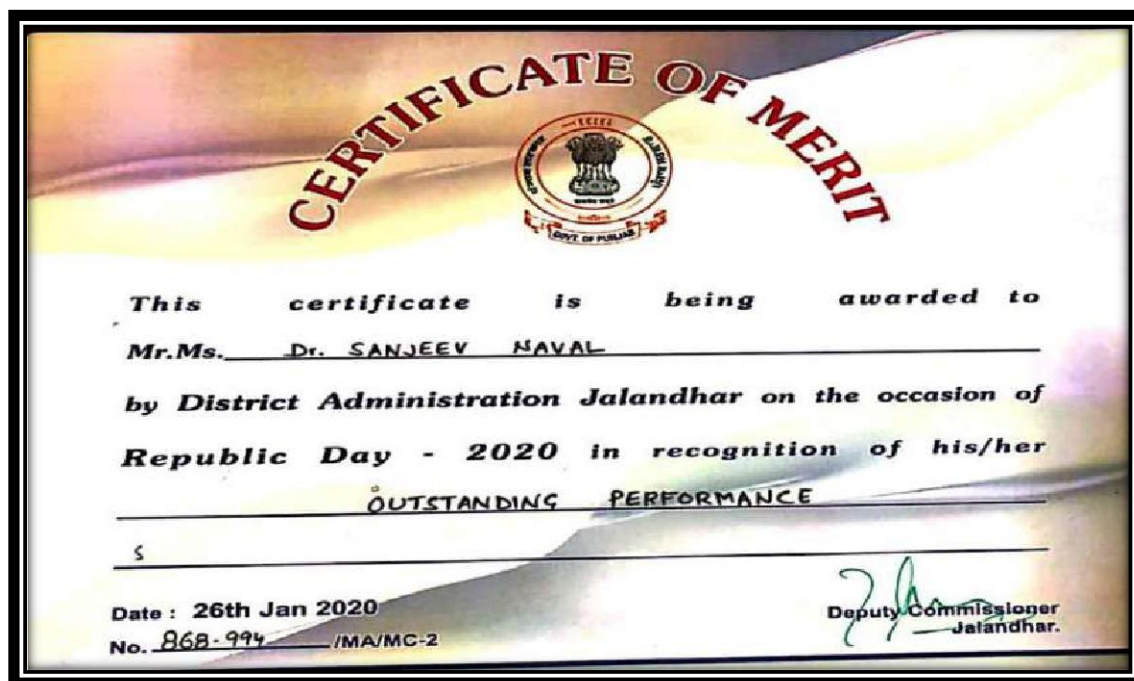 CERTIFICATE OF MERIT
GOVT. OF PUNJAB
This certificate is being awarded to
Mr.Ms. Dr. SANJEEV NAVAL
by District Administration Jalandhar on the occasion of
Republic Day - 2020 in recognition of his/her
OUTSTANDING PERFORMANCE
S
Date : 26th Jan 2020
No. 868-994 /MA/MC-2
Deputy Commissioner
Jalandhar.